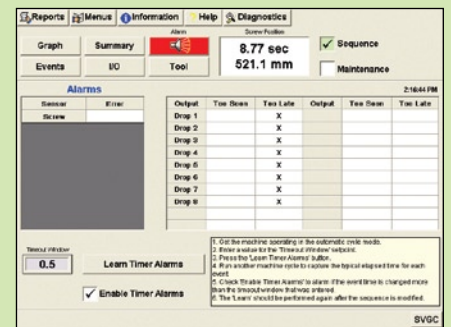 Reports Menus Information Help Diagnostics
Alarm
Screw Position
Graph Summary
8.77 sec
Sequence
Events I/O Tool
521.1 mm
Maintenance
Alarms
2:16:44 PM
Sensor Error
Output Too Soon Too Late Output Too Soon Too Late
Screw
Drop 1 X
Drop 2 X
Drop 3 X
Drop 4 X
Drop 5 X
Drop 6 X
Drop 7 X
Drop 8 X
Timeout Window
0.5
Learn Timer Alarms
Enable Timer Alarms
1. Get the machine operating in the automatic cycle mode.
2. Enter a value for the 'Timeout Window' setpoint.
3. Press the 'Learn Timer Alarms' button.
4. Run another machine cycle to capture the typical elapsed time for each
event.
5. Check 'Enable Timer Alarms' to alarm if the event time is changed more
than the timeout window that was entered.
6. The 'Learn' should be performed again after the sequence is modified.
SVGC